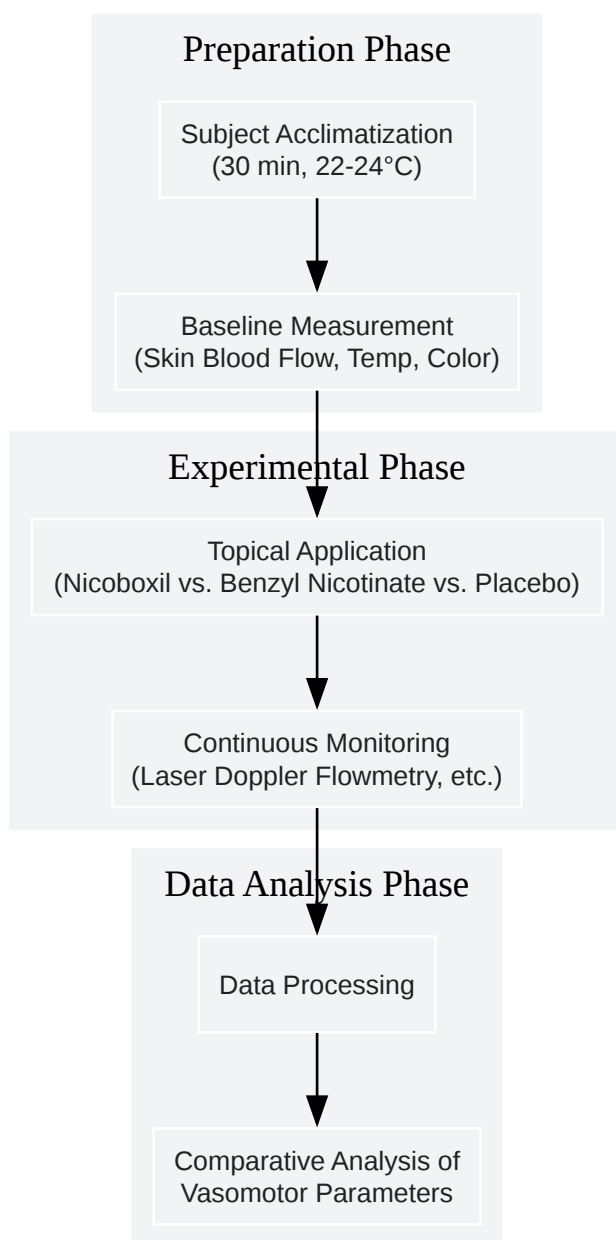 Preparation Phase
Subject Acclimatization
(30 min, 22-24°C)
Baseline Measurement
(Skin Blood Flow, Temp, Color)
Experimental Phase
Topical Application
(Nicoboxil vs. Benzyl Nicotinate vs. Placebo)
Continuous Monitoring
(Laser Doppler Flowmetry, etc.)
Data Analysis Phase
Data Processing
Comparative Analysis of
Vasomotor Parameters